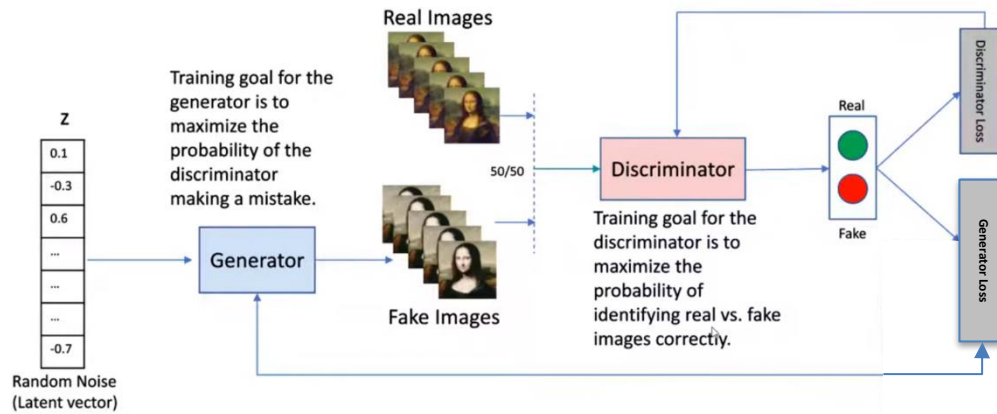 Real Images
Training goal for the
generator is to
maximize the
probability of the
discriminator
making a mistake.
Z
0.1
-0.3
0.6
...
...
...
-0.7
Random Noise
(Latent vector)
Generator
Fake Images
50/50
Discriminator
Training goal for the
discriminator is to
maximize the
probability of
identifying real vs. fake
images correctly.
Real
Fake
Discriminator Loss
Generator Loss